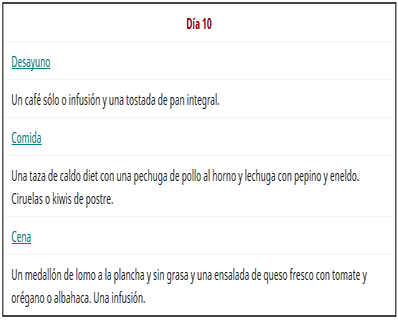 Día 10
Desayuno
Un café sólo o infusión y una tostada de pan integral.
Comida
Una taza de caldo diet con una pechuga de pollo al horno y lechuga con pepino y eneldo.
Ciruelas o kiwis de postre.
Cena
Un medallón de lomo a la plancha y sin grasa y una ensalada de queso fresco con tomate y
orégano o albahaca. Una infusión.